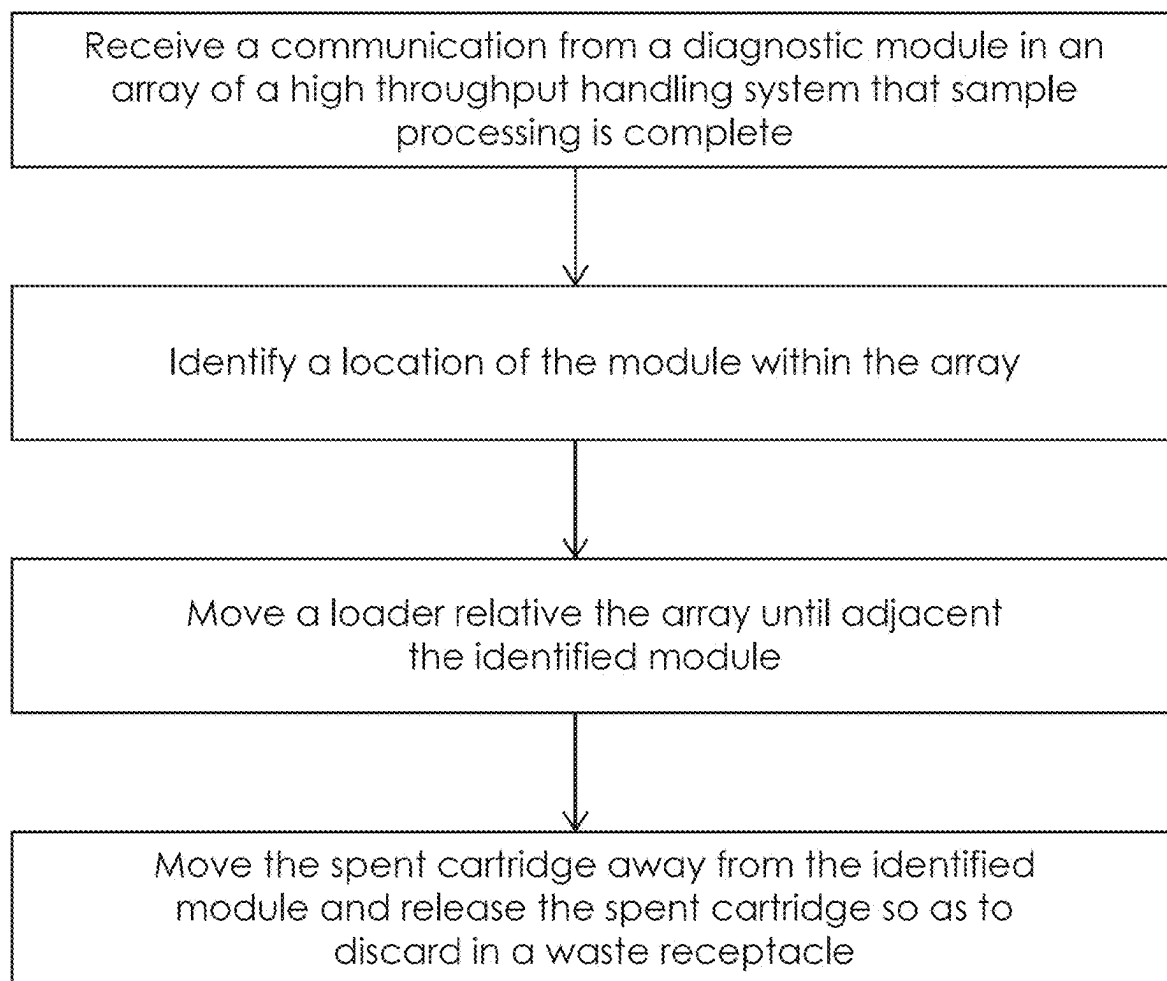 Receive a communication from a diagnostic module in an
array of a high throughput handling system that sample
processing is complete
Identify a location of the module within the array
Move a loader relative the array until adjacent
the identified module
Move the spent cartridge away from the identified
module and release the spent cartridge so as to
discard in a waste receptacle